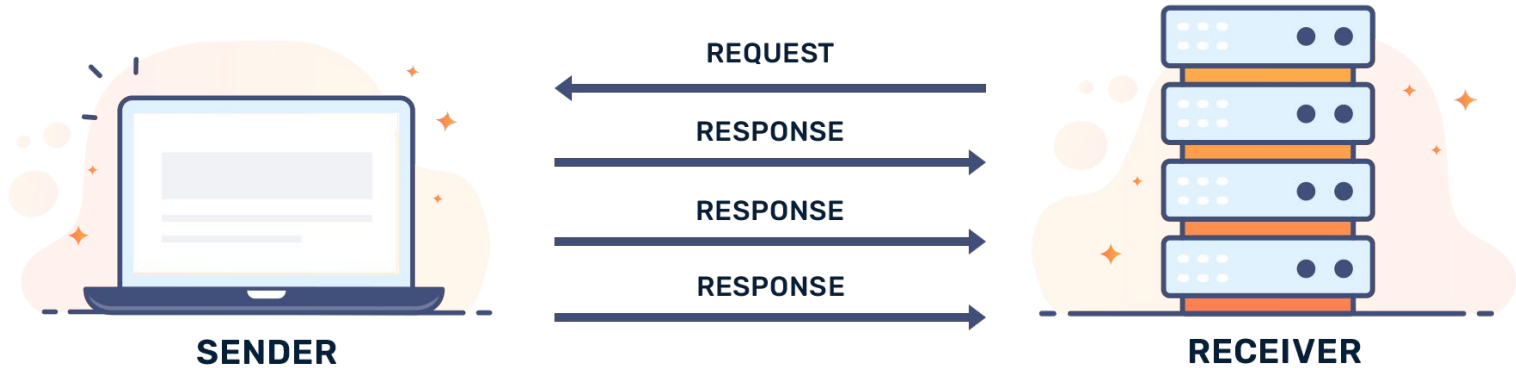 REQUEST
RESPONSE
RESPONSE
RESPONSE
SENDER
RECEIVER